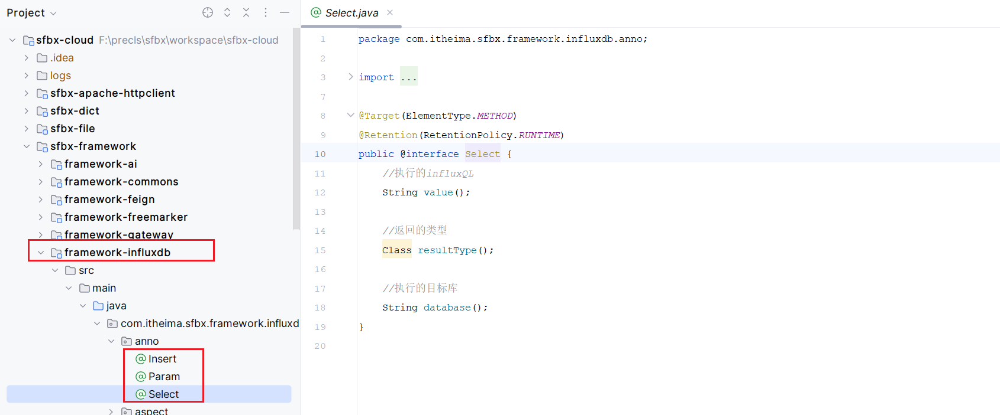 Project
sfbx-cloud F:\precls\sfbx\workspace\sfbx-cloud
.idea
logs
sfbx-apache-httpclient
sfbx-dict
sfbx-file
sfbx-framework
framework-ai
framework-commons
framework-feign
framework-freemarker
framework-gateway
framework-influxdb
src
main
java
com.itheima.sfbx.framework.influxd
anno
@ Insert
@ Param
@ Select
aspect
@ Select.java ×
1 package com.itheima.sfbx.framework.influxdb.anno;
2
3 import ...
7
8 @Target(ElementType.METHOD)
9 @Retention(RetentionPolicy.RUNTIME)
10 public @interface Select {
11 //执行的influxQL
12 String value();
13
14 //返回的类型
15 Class resultType();
16
17 //执行的目标库
18 String database();
19 }
20